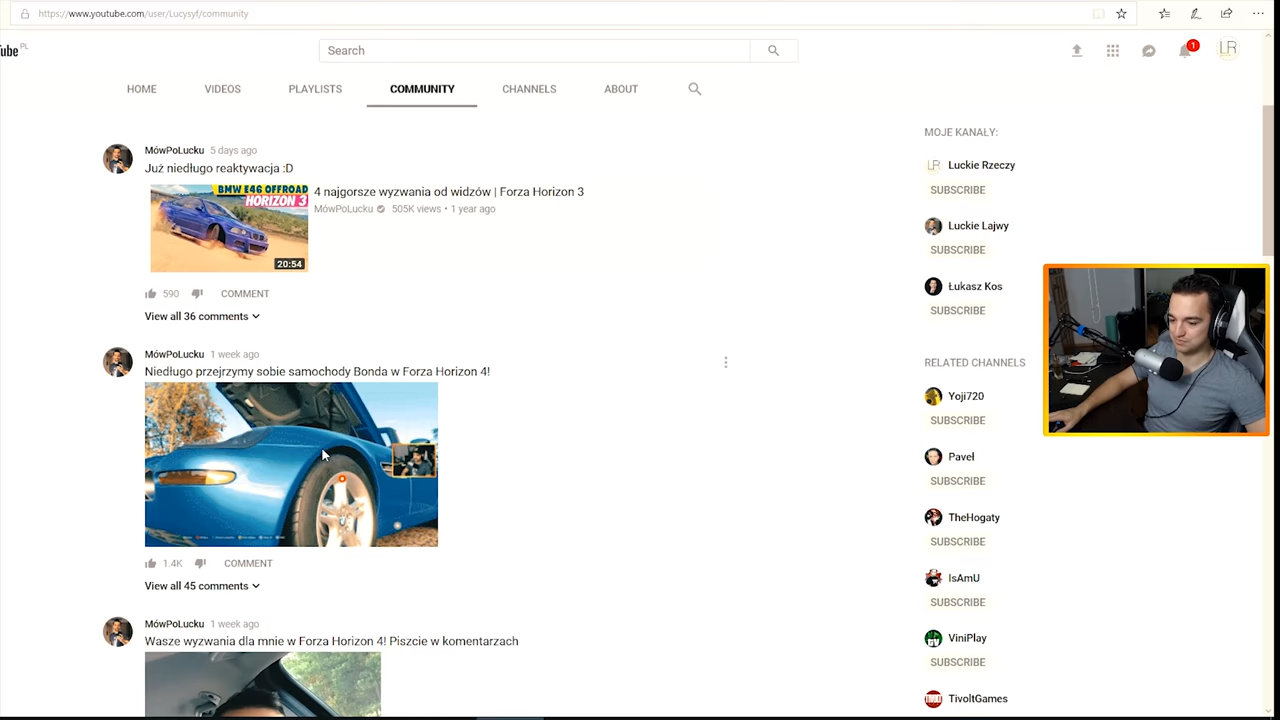 https://www.youtube.com/user/Lucysyf/community
Tube PL
Search
1
LR
HOME
VIDEOS
PLAYLISTS
COMMUNITY
CHANNELS
ABOUT
MówPoLucku 5 days ago
Już niedługo reaktywacja :D
BMW E46 OFFROAD
HORIZON 3
20:54
4 najgorsze wyzwania od widzów | Forza Horizon 3
MówPoLucku 505K views • 1 year ago
590 COMMENT
View all 36 comments
MówPoLucku 1 week ago
Niedługo przejrzymy sobie samochody Bonda w Forza Horizon 4!
1.4K COMMENT
View all 45 comments
MówPoLucku 1 week ago
Wasze wyzwania dla mnie w Forza Horizon 4! Piszcie w komentarzach
MOJE KANAŁY:
LR Luckie Rzeczy
SUBSCRIBE
Luckie Lajwy
SUBSCRIBE
Łukasz Kos
SUBSCRIBE
RELATED CHANNELS
Yoji720
SUBSCRIBE
Paveł
SUBSCRIBE
TheHogaty
SUBSCRIBE
IsAmU
SUBSCRIBE
ViniPlay
SUBSCRIBE
TivoltGames